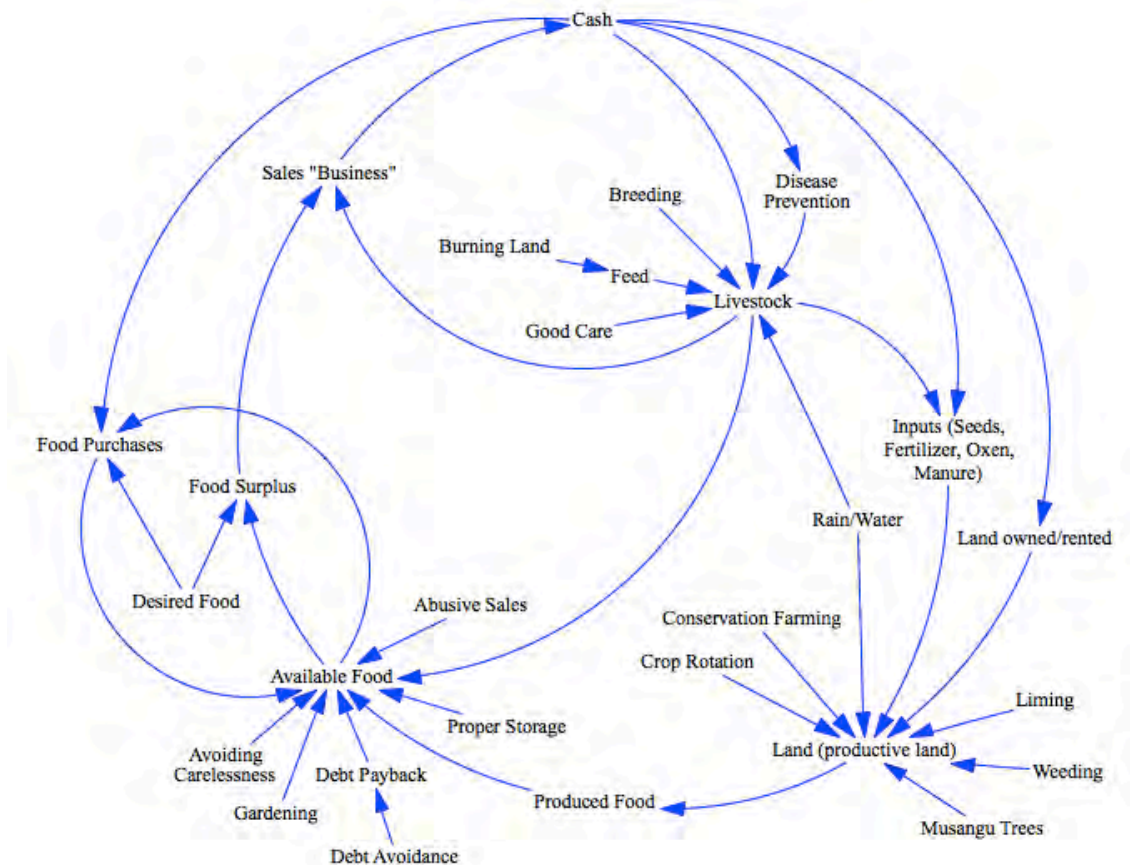 Cash
Sales "Business"
Disease
Prevention
Breeding
Burning Land
Feed
Livestock
Good Care
Food Purchases
Inputs (Seeds,
Fertilizer, Oxen,
Manure)
Food Surplus
Rain/Water
Land owned/rented
Desired Food
Abusive Sales
Conservation Farming
Crop Rotation
Available Food
Liming
Proper Storage
Land (productive land)
Avoiding
Carelessness
Debt Payback
Weeding
Gardening
Produced Food
Musangu Trees
Debt Avoidance